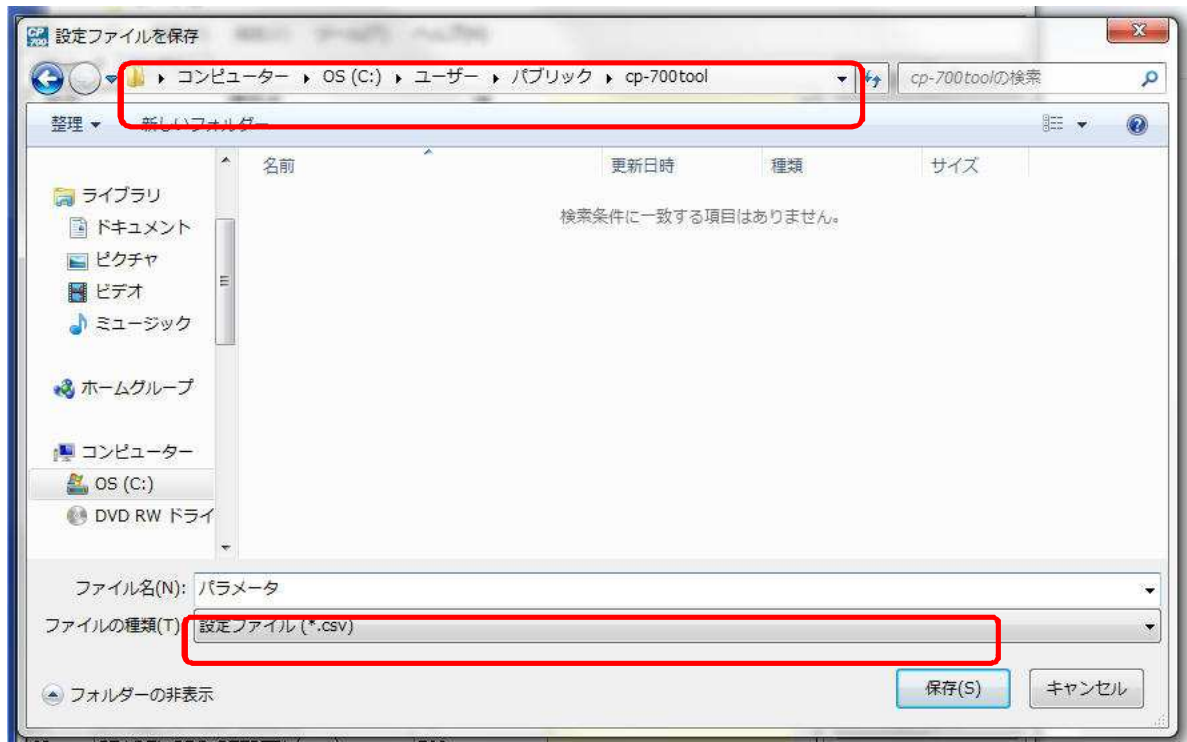 CP 700 設定ファイルを保存
コンピューター ▸ OS (C:) ▸ ユーザー ▸ パブリック ▸ cp-700tool
cp-700toolの検索
整理 新しいフォルダー
名前 更新日時 種類 サイズ
検索条件に一致する項目はありません。
ライブラリ
ドキュメント
ピクチャ
ビデオ
ミュージック
ホームグループ
コンピューター
OS (C:)
DVD RW ドライ
ファイル名(N): パラメータ
ファイルの種類(T): 設定ファイル (*.csv)
フォルダーの非表示 保存(S) キャンセル